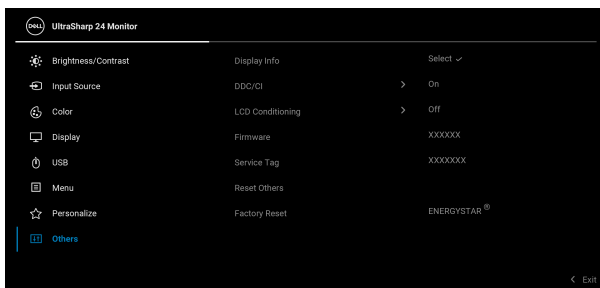 DELL UltraSharp 24 Monitor
Brightness/Contrast Display Info Select ✓
Input Source DDC/CI > On
Color LCD Conditioning > Off
Display Firmware XXXXXX
USB Service Tag XXXXXXX
Menu Reset Others
Personalize Factory Reset ENERGYSTAR ®
Others
< Exit